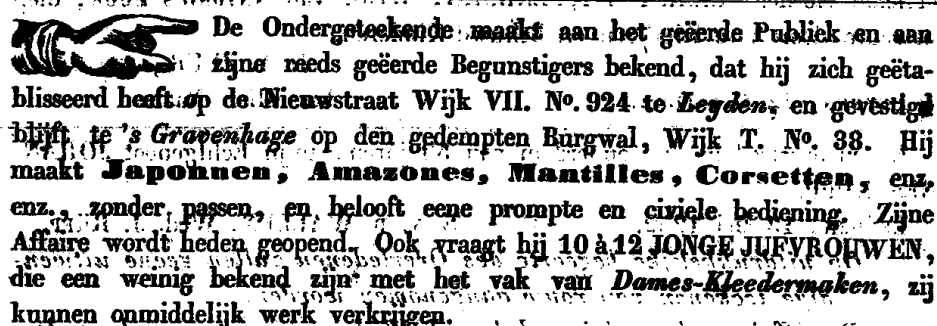 De Ondergeteekende maakt aan het geëerde Publiek en aan
zijne reeds geëerde Begunstigers bekend, dat hij zich geëta-
blisseerd heeft op de Nieuwstraat Wijk VII. No. 924 te Leyden, en gevestigd
blijft te 's Gravenhage op den gedempten Burgwal, Wijk T. No. 38. Hij
maakt Japonnen, Amazones, Mantilles, Corsetten, enz.
enz., zonder passen, en belooft eene prompte en civiele bediening. Zijne
Affaire wordt heden geopend. Ook vraagt hij 10 à 12 JONGE JUFVROUWEN,
die een weinig bekend zijn met het vak van Dames-Kleedermaken, zij
kunnen onmiddelijk werk verkrijgen.